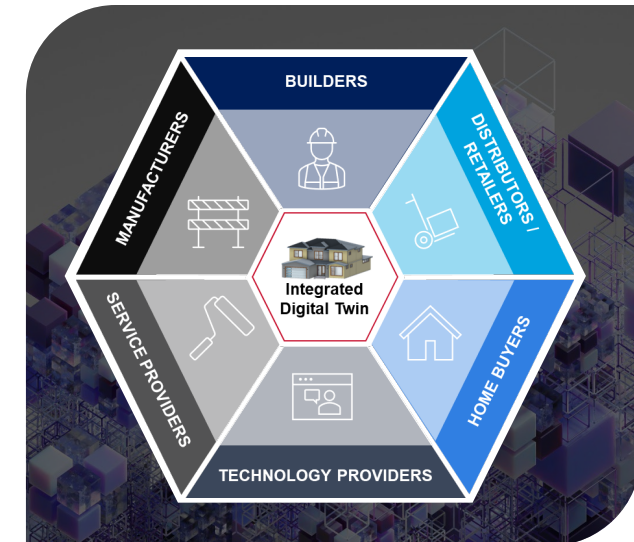 BUILDERS
DISTRIBUTORS /
RETAILERS
HOME BUYERS
TECHNOLOGY PROVIDERS
SERVICE PROVIDERS
MANUFACTURERS
Integrated
Digital Twin